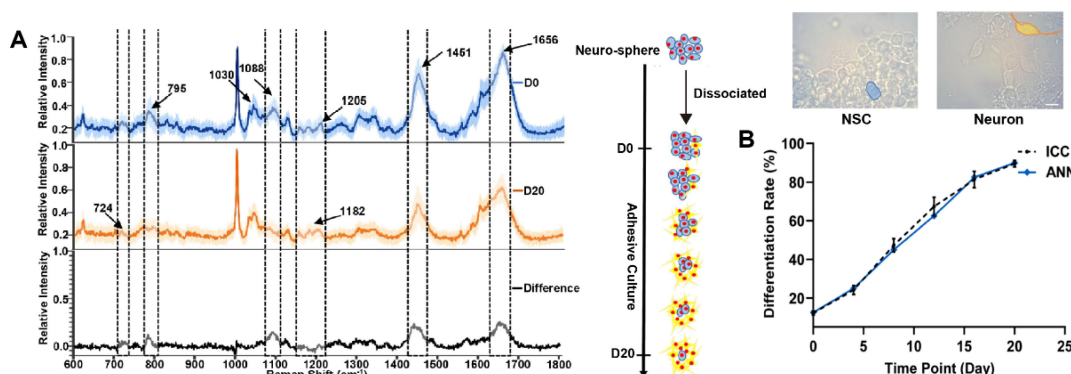 A
Relative Intensity
1.0
0.8
0.6
0.4
0.2
795
1030
1088
1205
1451
1656
D0
Relative Intensity
1.0
0.8
0.6
0.4
0.2
724
1182
D20
Relative Intensity
1.0
0.5
0.0
Difference
600
700
800
900
1000
1100
1200
1300
1400
1500
1600
1700
1800
Raman Shift (cm⁻¹)
Neuro-sphere
Dissociated
D0
Adhesive Culture
D20
NSC
Neuron
B
Differentiation Rate (%)
100
80
60
40
20
ICC
ANN
0
5
10
15
20
25
Time Point (Day)